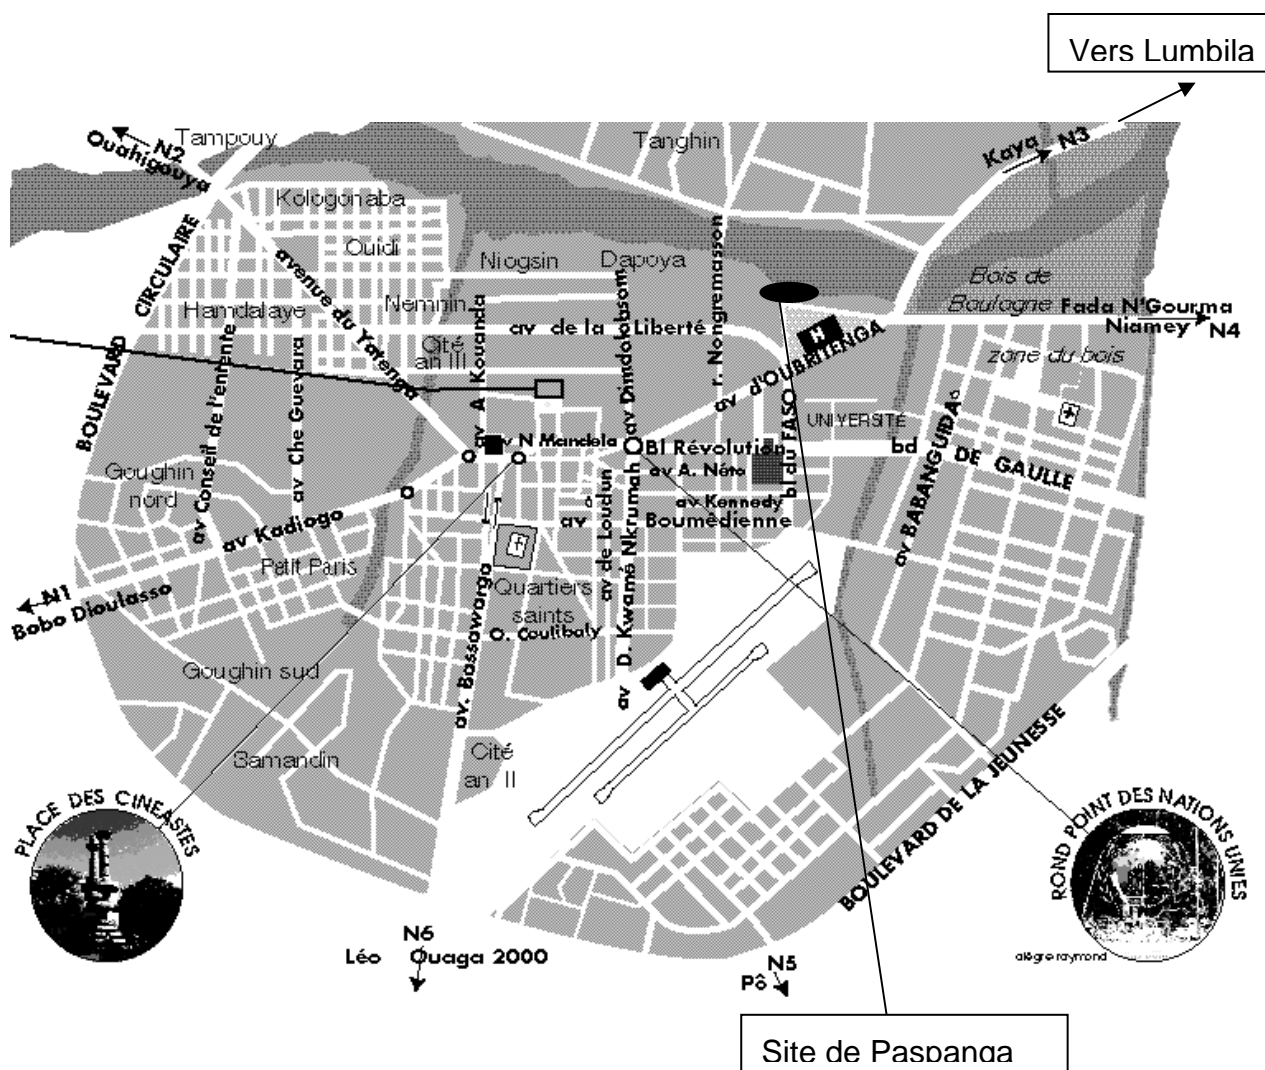 Vers Lumbila
Tampouy
Tanghin
N2
Ouahigouya
Kaya N3
Kologonaba
BOULEVARD CIRCULAIRE
Ouidi
avenue du Yatenga
Niogsin
Dapoya
r. Nongremasson
Bois de
Boulogne
Fada N'Gourma
Niamey
N4
Hamdalaye
Nemnin
av de la Liberté
Cité
an III
av A Kouanda
av Dimdolobsom
H
av d'OUBRITENGA
zone du bois
av Conseil de l'entente
av Che Guevara
av N Mandela
Bl Révolution
UNIVERSITÉ
bd DE GAULLE
av BABANGUIDA
Goughin
nord
av A. Néto
bl du FASO
av Kennedy
av Boumêdienne
av Kadiogo
av de Loudun
av D. Kwamé Nkrumah
Petit Paris
N1
Bobo Dioulasso
Quartiers
saints
av. Bassawarga
O. Coulibaly
Goughin sud
Samandin
Cité
an II
BOULEVARD DE LA JEUNESSE
PLACE DES CINEASTES
ROND POINT DES NATIONS UNIES
alégre raymond
N6
Léo Ouaga 2000
N5
Pô
Site de Paspanga